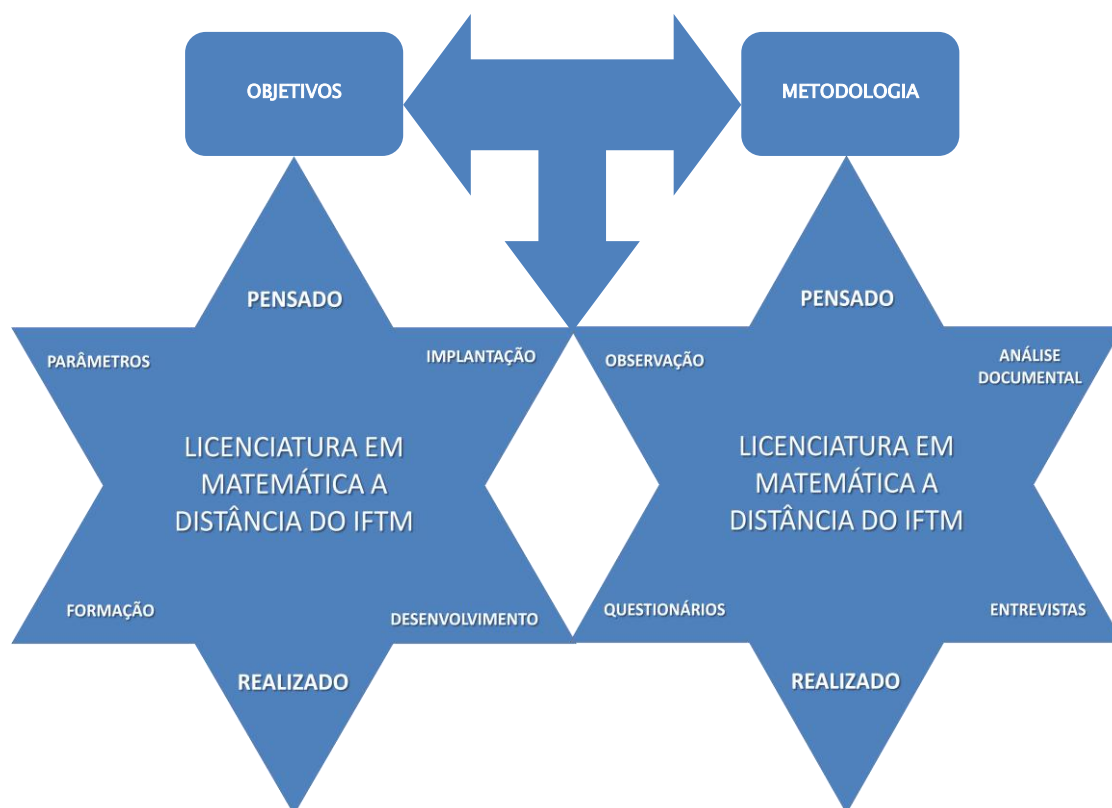 OBJETIVOS
METODOLOGIA
PENSADO
PARÂMETROS
IMPLANTAÇÃO
LICENCIATURA EM
MATEMÁTICA A
DISTÂNCIA DO IFTM
FORMAÇÃO
DESENVOLVIMENTO
REALIZADO
PENSADO
OBSERVAÇÃO
ANÁLISE
DOCUMENTAL
LICENCIATURA EM
MATEMÁTICA A
DISTÂNCIA DO IFTM
QUESTIONÁRIOS
ENTREVISTAS
REALIZADO